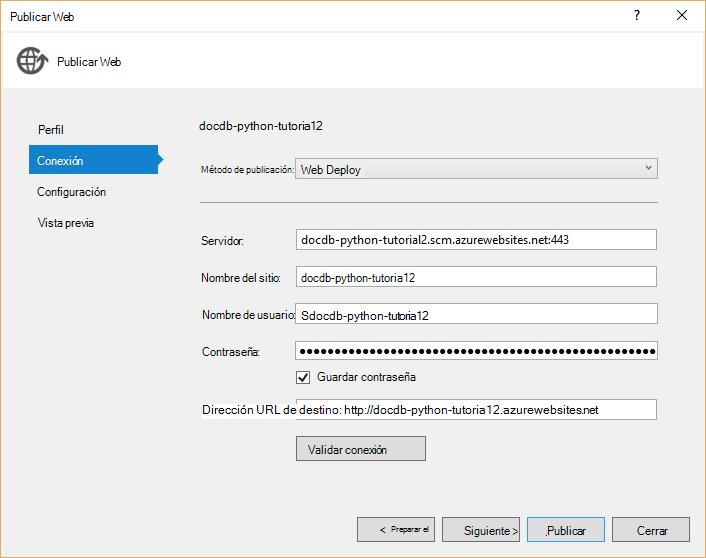 Publicar Web
?
Publicar Web
Perfil
Conexión
Configuración
Vista previa
docdb-python-tutoria12
Método de publicación: Web Deploy
Servidor: docdb-python-tutorial2.scm.azurewebsites.net:443
Nombre del sitio: docdb-python-tutoria12
Nombre de usuario: Sdocdb-python-tutoria12
Contraseña: ••••••••••••••••••••••••••••••••••••••••••••••••••
Guardar contraseña
Dirección URL de destino: http://docdb-python-tutoria12.azurewebsites.net
Validar conexión
< Preparar el Siguiente > Publicar Cerrar